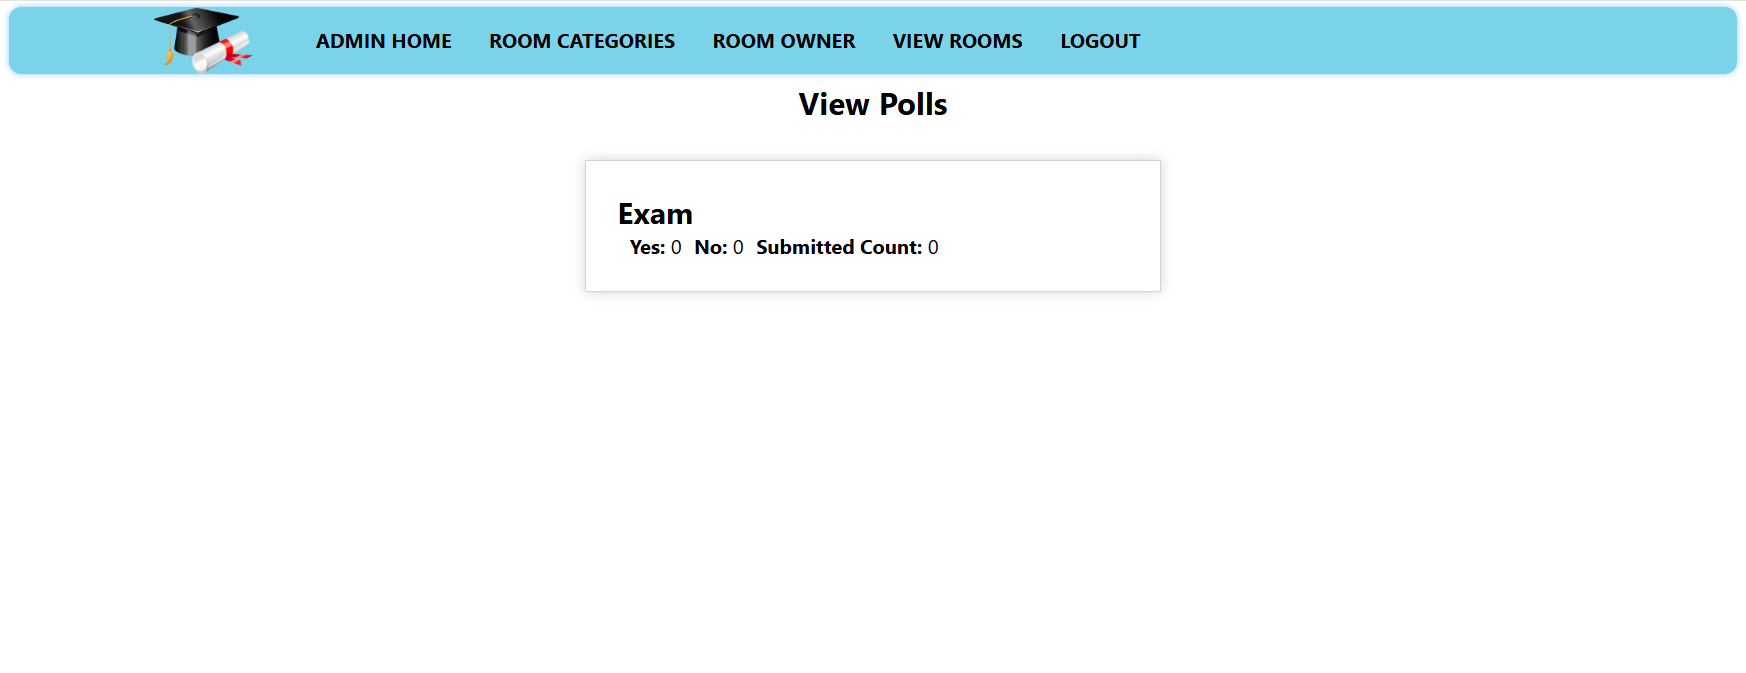 ADMIN HOME ROOM CATEGORIES ROOM OWNER VIEW ROOMS LOGOUT
View Polls
Exam
Yes: 0 No: 0 Submitted Count: 0